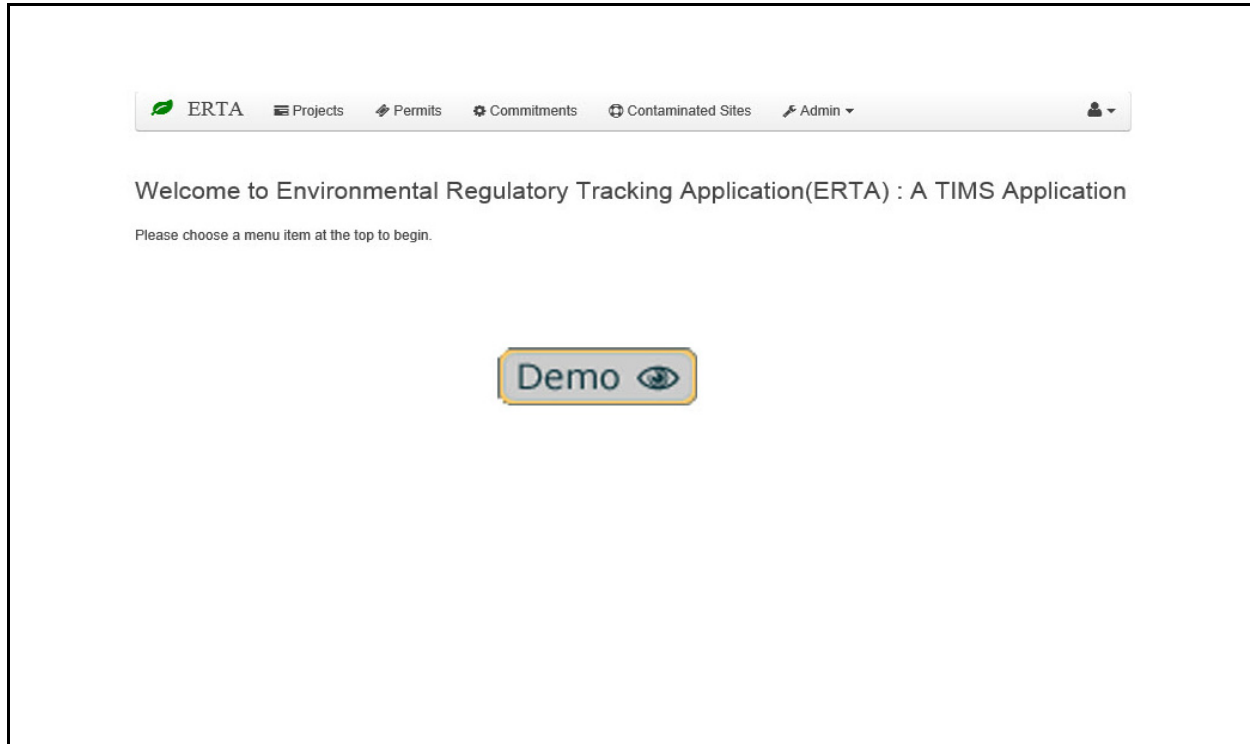 ERTA Projects Permits Commitments Contaminated Sites Admin
Welcome to Environmental Regulatory Tracking Application(ERTA) : A TIMS Application
Please choose a menu item at the top to begin.
Demo